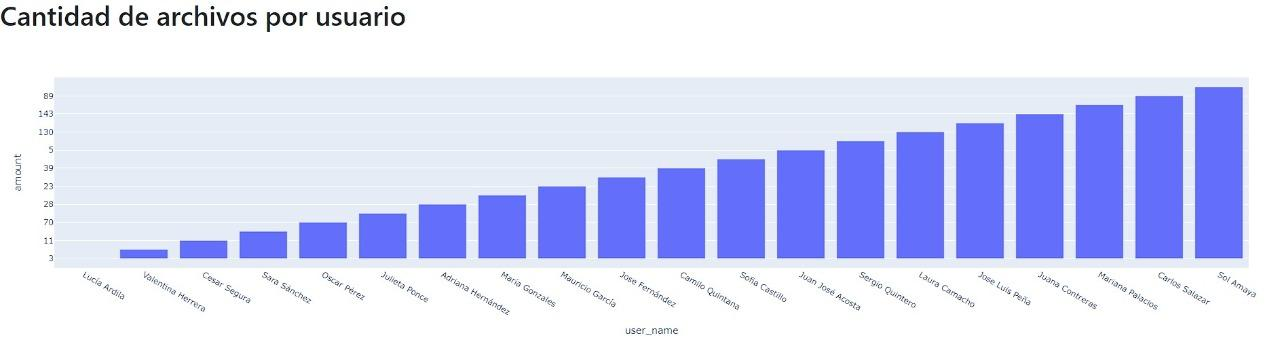 Cantidad de archivos por usuario
89
143
130
5
39
23
28
70
11
3
amount
Lucía Ardila
Valentina Herrera
Cesar Segura
Sara Sánchez
Oscar Pérez
Julieta Ponce
Adriana Hernández
María Gonzales
Mauricio García
Jose Fernández
Camilo Quintana
Sofía Castillo
Juan José Acosta
Sergio Quintero
Laura Camacho
Jose Luis Peña
Juana Contreras
Mariana Palacios
Carlos Salazar
Sol Amaya
user_name